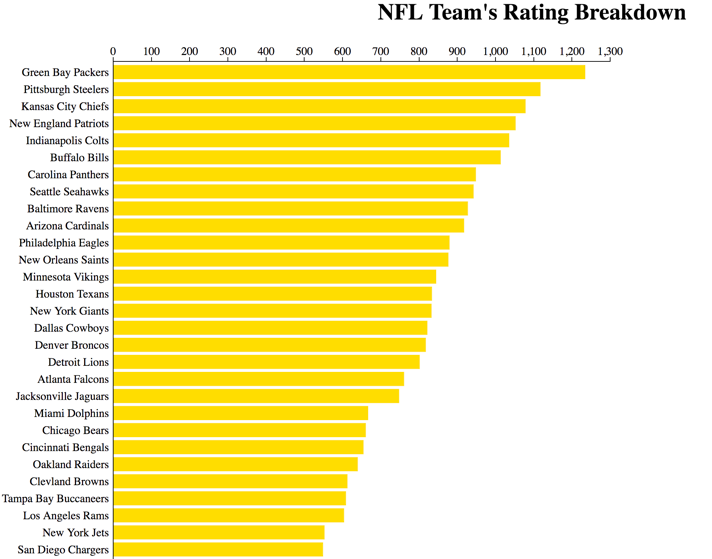 NFL Team's Rating Breakdown
0 100 200 300 400 500 600 700 800 900 1,000 1,100 1,200 1,300
Green Bay Packers
Pittsburgh Steelers
Kansas City Chiefs
New England Patriots
Indianapolis Colts
Buffalo Bills
Carolina Panthers
Seattle Seahawks
Baltimore Ravens
Arizona Cardinals
Philadelphia Eagles
New Orleans Saints
Minnesota Vikings
Houston Texans
New York Giants
Dallas Cowboys
Denver Broncos
Detroit Lions
Atlanta Falcons
Jacksonville Jaguars
Miami Dolphins
Chicago Bears
Cincinnati Bengals
Oakland Raiders
Clevland Browns
Tampa Bay Buccaneers
Los Angeles Rams
New York Jets
San Diego Chargers